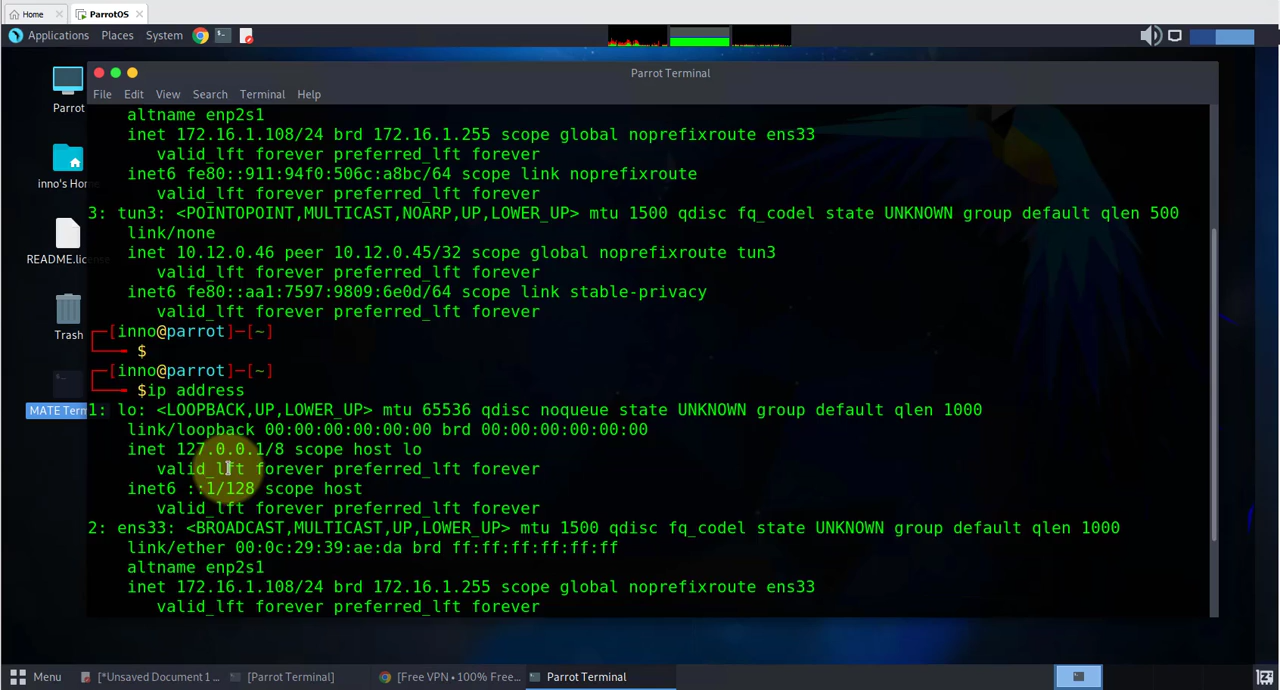 Home
ParrotOS
Applications Places System
Parrot Terminal
File Edit View Search Terminal Help
Parrot
inno's Hom
README.lic
Trash
MATE Term
altname enp2s1
inet 172.16.1.108/24 brd 172.16.1.255 scope global noprefixroute ens33
valid_lft forever preferred_lft forever
inet6 fe80::911:94f0:506c:a8bc/64 scope link noprefixroute
valid_lft forever preferred_lft forever
3: tun3: <POINTOPOINT,MULTICAST,NOARP,UP,LOWER_UP> mtu 1500 qdisc fq_codel state UNKNOWN group default qlen 500
link/none
inet 10.12.0.46 peer 10.12.0.45/32 scope global noprefixroute tun3
valid_lft forever preferred_lft forever
inet6 fe80::aa1:7597:9809:6e0d/64 scope link stable-privacy
valid_lft forever preferred_lft forever
[inno@parrot]-[~]
$
[inno@parrot]-[~]
$ip address
1: lo: <LOOPBACK,UP,LOWER_UP> mtu 65536 qdisc noqueue state UNKNOWN group default qlen 1000
link/loopback 00:00:00:00:00:00 brd 00:00:00:00:00:00
inet 127.0.0.1/8 scope host lo
valid_lft forever preferred_lft forever
inet6 ::1/128 scope host
valid_lft forever preferred_lft forever
2: ens33: <BROADCAST,MULTICAST,UP,LOWER_UP> mtu 1500 qdisc fq_codel state UNKNOWN group default qlen 1000
link/ether 00:0c:29:39:ae:da brd ff:ff:ff:ff:ff:ff
altname enp2s1
inet 172.16.1.108/24 brd 172.16.1.255 scope global noprefixroute ens33
valid_lft forever preferred_lft forever
Menu
[*Unsaved Document 1 ...
[Parrot Terminal]
[Free VPN • 100% Free...
Parrot Terminal